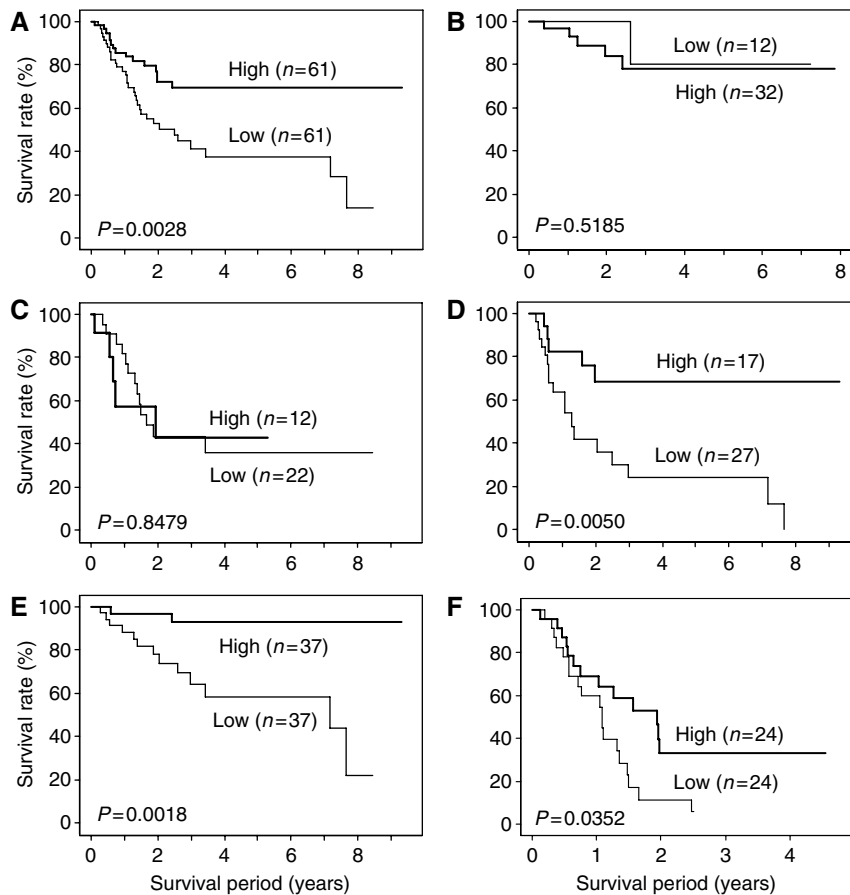 A
B
Survival rate (%)
100
80
60
40
20
0
High (n=61)
Low (n=61)
P=0.0028
0 2 4 6 8
100
80
60
40
20
0
Low (n=12)
High (n=32)
P=0.5185
0 2 4 6 8
C
D
Survival rate (%)
100
80
60
40
20
0
High (n=12)
Low (n=22)
P=0.8479
0 2 4 6 8
100
80
60
40
20
0
High (n=17)
Low (n=27)
P=0.0050
0 2 4 6 8
E
F
Survival rate (%)
100
80
60
40
20
0
High (n=37)
Low (n=37)
P=0.0018
0 2 4 6 8
Survival period (years)
100
80
60
40
20
0
High (n=24)
Low (n=24)
P=0.0352
0 1 2 3 4
Survival period (years)